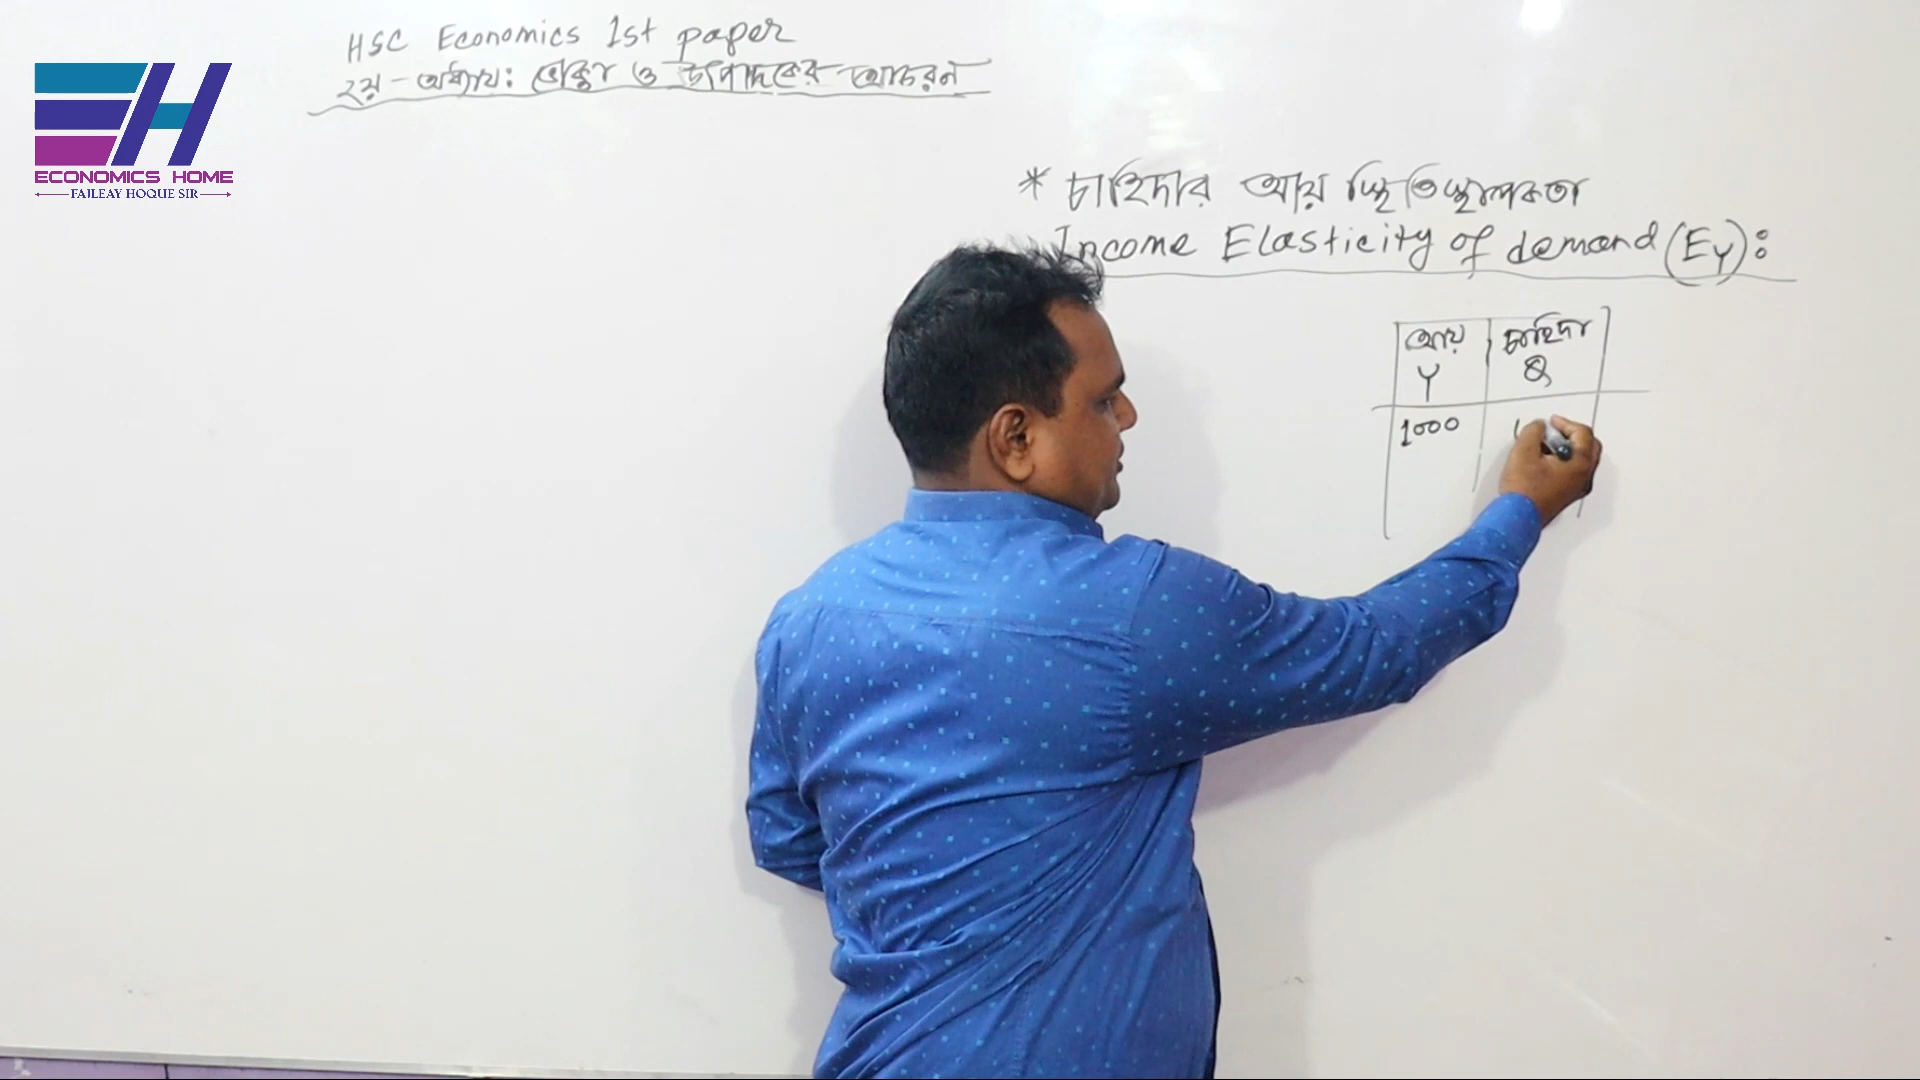 HSC Economics 1st paper
২য় - অধ্যায়: ভোক্তা ও উৎপাদকের আচরন
ECONOMICS HOME
FAILEAY HOQUE SIR
* চাহিদার আয় স্থিতিস্থাপকতা
Income Elasticity of demand (EY):
আয় চাহিদা
Y Q
1000